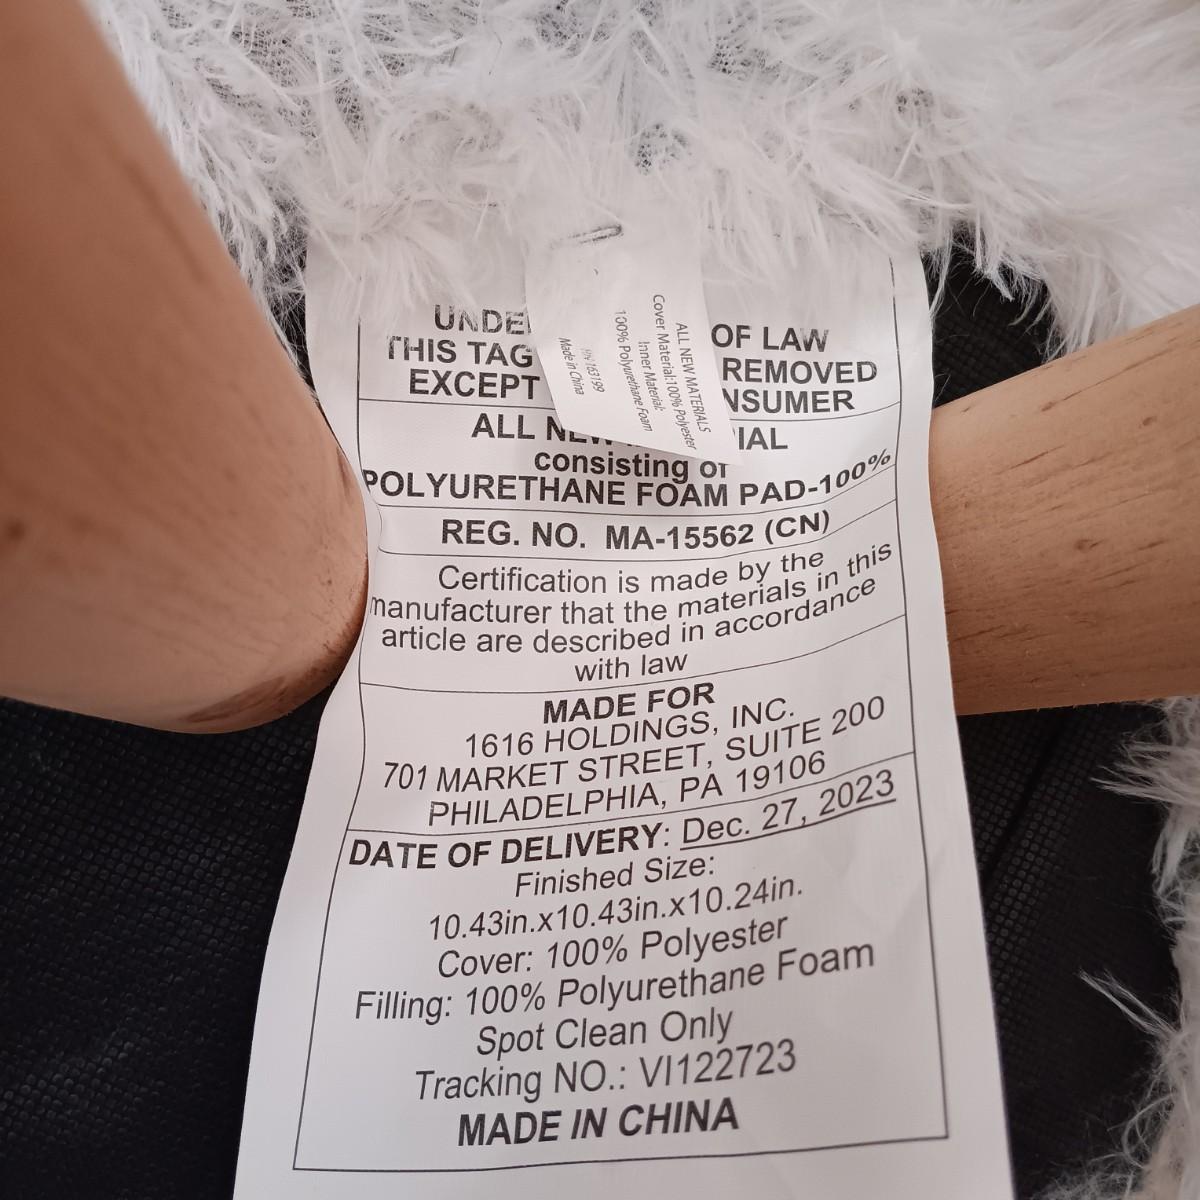 UNDE OF LAW
THIS TAG REMOVED
EXCEPT NSUMER
ALL NEW IAL
consisting of
POLYURETHANE FOAM PAD-100%
REG. NO. MA-15562 (CN)
Certification is made by the
manufacturer that the materials in this
article are described in accordance
with law
MADE FOR
1616 HOLDINGS, INC.
701 MARKET STREET, SUITE 200
PHILADELPHIA, PA 19106
DATE OF DELIVERY: Dec. 27, 2023
Finished Size:
10.43in.x10.43in.x10.24in.
Cover: 100% Polyester
Filling: 100% Polyurethane Foam
Spot Clean Only
Tracking NO.: VI122723
MADE IN CHINA
ALL NEW MATERIALS
Cover Material:100% Polyester
Inner Material:
100% Polyurethane Foam
163199
Made in China